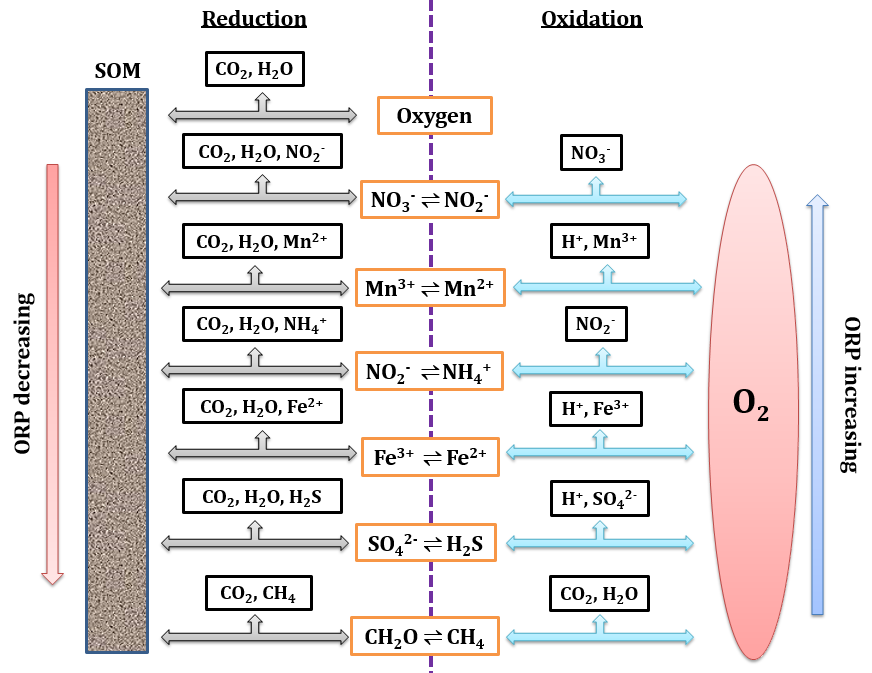 Reduction
Oxidation
SOM
CO₂, H₂O
Oxygen
CO₂, H₂O, NO₂⁻
NO₃⁻
NO₃⁻ ⇌ NO₂⁻
CO₂, H₂O, Mn²⁺
H⁺, Mn³⁺
Mn³⁺ ⇌ Mn²⁺
CO₂, H₂O, NH₄⁺
NO₂⁻
NO₂⁻ ⇌ NH₄⁺
CO₂, H₂O, Fe²⁺
H⁺, Fe³⁺
Fe³⁺ ⇌ Fe²⁺
CO₂, H₂O, H₂S
H⁺, SO₄²⁻
SO₄²⁻ ⇌ H₂S
CO₂, CH₄
CO₂, H₂O
CH₂O ⇌ CH₄
ORP decreasing
O₂
ORP increasing